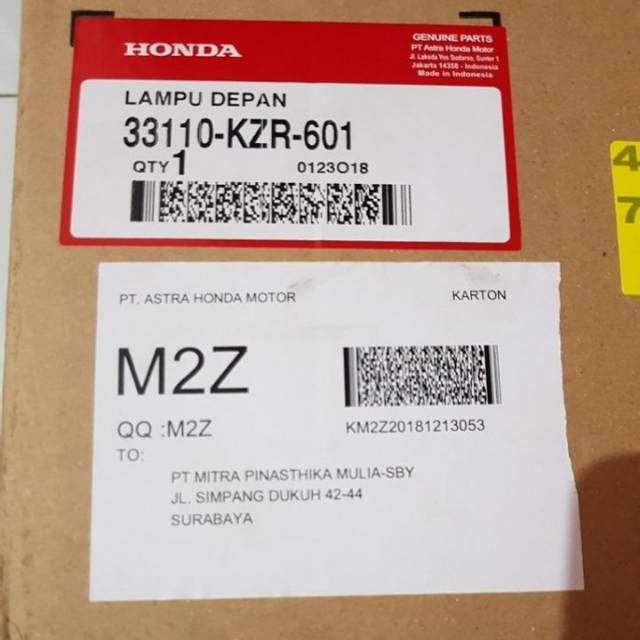 HONDA
GENUINE PARTS
PT Astra Honda Motor
Jl. Laksda Yos Sudarso, Sunter 1
Jakarta 14350 - Indonesia
Made in Indonesia
LAMPU DEPAN
33110-KZR-601
QTY 1
0123O18
4
7
PT. ASTRA HONDA MOTOR
KARTON
M2Z
QQ :M2Z
KM2Z20181213053
TO:
PT MITRA PINASTHIKA MULIA-SBY
JL. SIMPANG DUKUH 42-44
SURABAYA